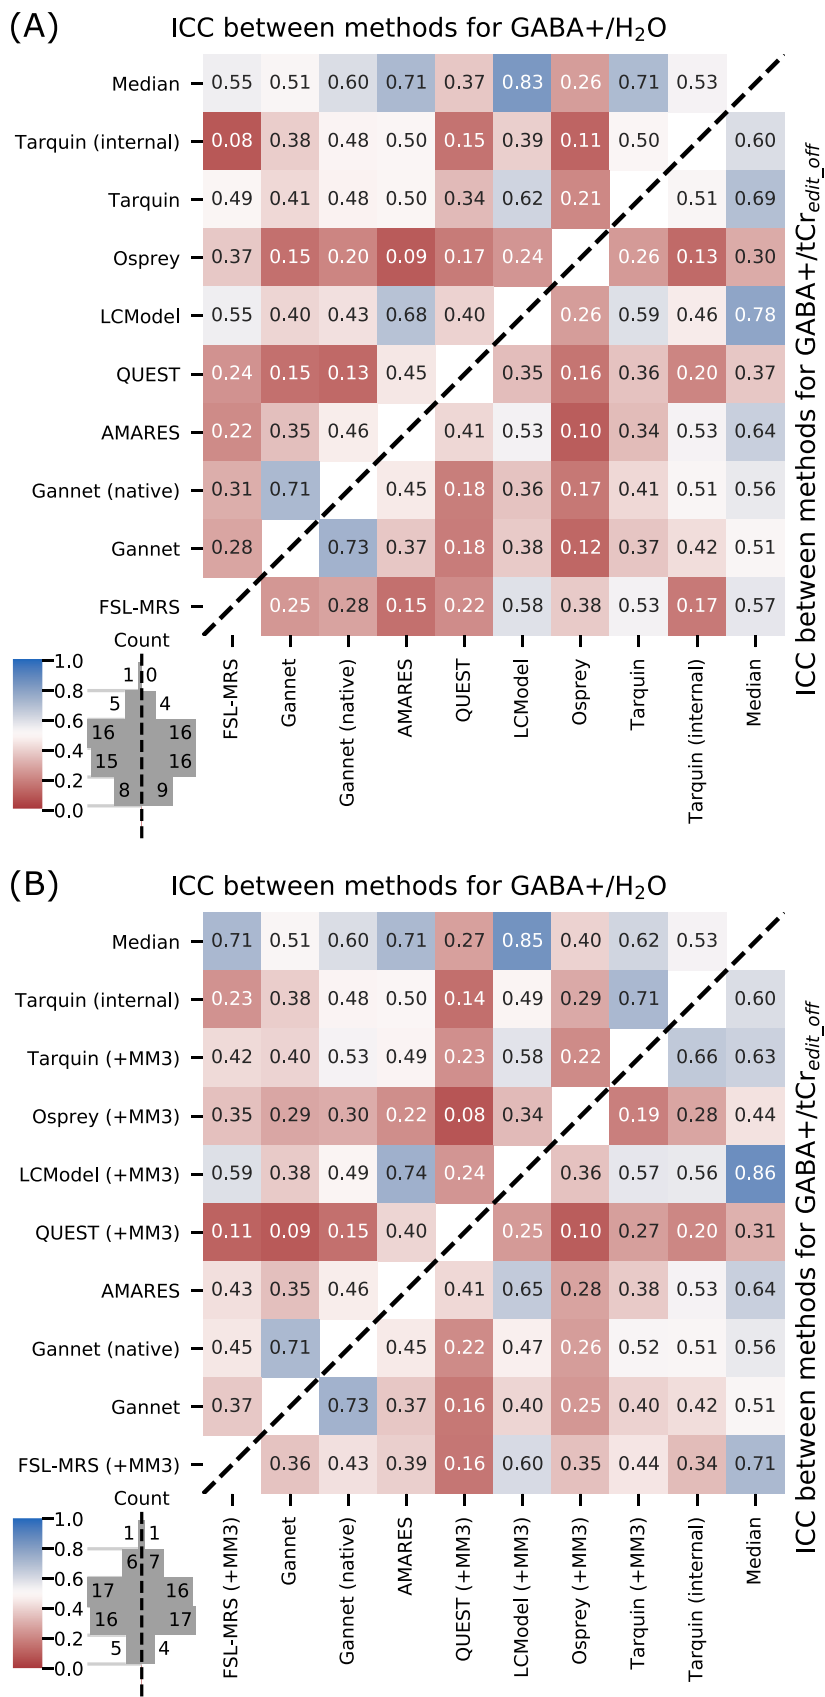 (A)
ICC between methods for GABA+/H2O
Median 0.55 0.51 0.60 0.71 0.37 0.83 0.26 0.71 0.53
Tarquin (internal) 0.08 0.38 0.48 0.50 0.15 0.39 0.11 0.50 0.60
Tarquin 0.49 0.41 0.48 0.50 0.34 0.62 0.21 0.51 0.69
Osprey 0.37 0.15 0.20 0.09 0.17 0.24 0.26 0.13 0.30
LCModel 0.55 0.40 0.43 0.68 0.40 0.26 0.59 0.46 0.78
QUEST 0.24 0.15 0.13 0.45 0.35 0.16 0.36 0.20 0.37
AMARES 0.22 0.35 0.46 0.41 0.53 0.10 0.34 0.53 0.64
Gannet (native) 0.31 0.71 0.45 0.18 0.36 0.17 0.41 0.51 0.56
Gannet 0.28 0.73 0.37 0.18 0.38 0.12 0.37 0.42 0.51
FSL-MRS 0.25 0.28 0.15 0.22 0.58 0.38 0.53 0.17 0.57
ICC between methods for GABA+/tCr edit_off
FSL-MRS
Gannet
Gannet (native)
AMARES
QUEST
LCModel
Osprey
Tarquin
Tarquin (internal)
Median
Count
1.0
0.8
0.6
0.4
0.2
0.0
1 0
5 4
16 16
15 16
8 9
(B)
ICC between methods for GABA+/H2O
Median 0.71 0.51 0.60 0.71 0.27 0.85 0.40 0.62 0.53
Tarquin (internal) 0.23 0.38 0.48 0.50 0.14 0.49 0.29 0.71 0.60
Tarquin (+MM3) 0.42 0.40 0.53 0.49 0.23 0.58 0.22 0.66 0.63
Osprey (+MM3) 0.35 0.29 0.30 0.22 0.08 0.34 0.19 0.28 0.44
LCModel (+MM3) 0.59 0.38 0.49 0.74 0.24 0.36 0.57 0.56 0.86
QUEST (+MM3) 0.11 0.09 0.15 0.40 0.25 0.10 0.27 0.20 0.31
AMARES 0.43 0.35 0.46 0.41 0.65 0.28 0.38 0.53 0.64
Gannet (native) 0.45 0.71 0.45 0.22 0.47 0.26 0.52 0.51 0.56
Gannet 0.37 0.73 0.37 0.16 0.40 0.25 0.40 0.42 0.51
FSL-MRS (+MM3) 0.36 0.43 0.39 0.16 0.60 0.35 0.44 0.34 0.71
ICC between methods for GABA+/tCr edit_off
FSL-MRS (+MM3)
Gannet
Gannet (native)
AMARES
QUEST (+MM3)
LCModel (+MM3)
Osprey (+MM3)
Tarquin (+MM3)
Tarquin (internal)
Median
Count
1.0
0.8
0.6
0.4
0.2
0.0
1 1
6 7
17 16
16 17
5 4